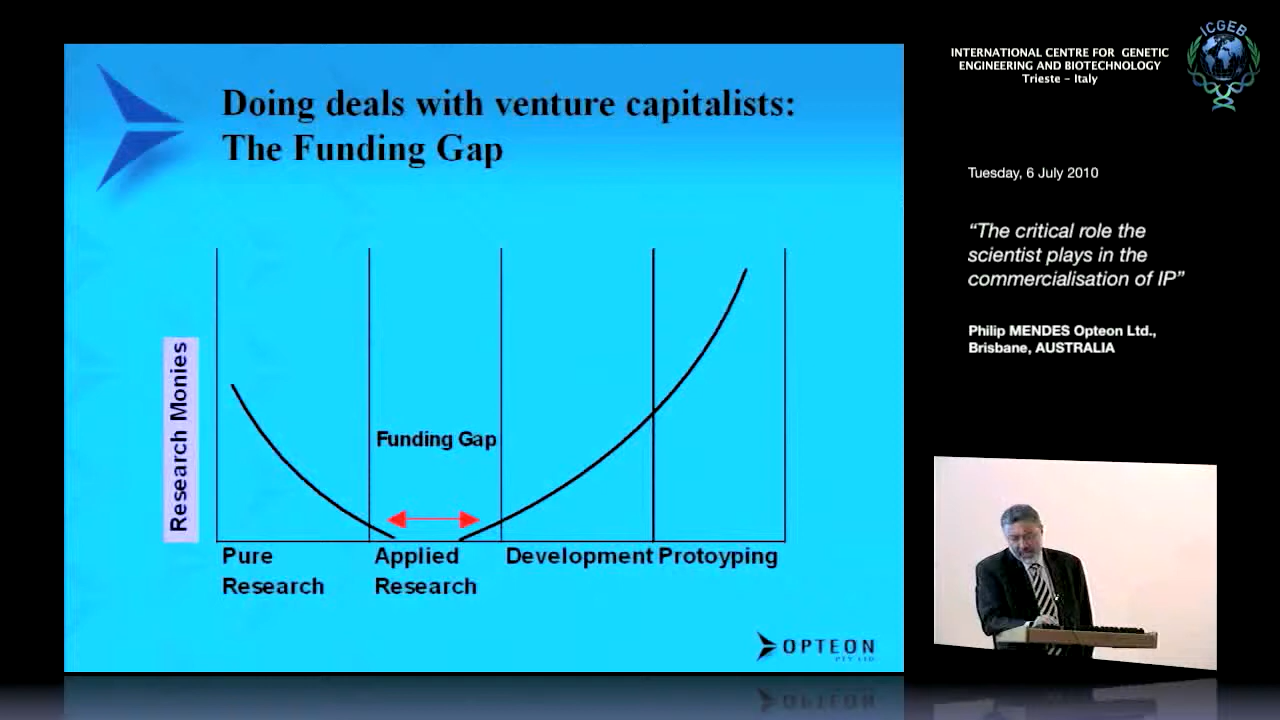 Doing deals with venture capitalists:
The Funding Gap
Research Monies
Funding Gap
Pure
Research
Applied
Research
Development
Protoyping
OPTEON
PTY LTD
INTERNATIONAL CENTRE FOR GENETIC
ENGINEERING AND BIOTECHNOLOGY
Trieste - Italy
ICGEB
Tuesday, 6 July 2010
“The critical role the
scientist plays in the
commercialisation of IP”
Philip MENDES Opteon Ltd.,
Brisbane, AUSTRALIA